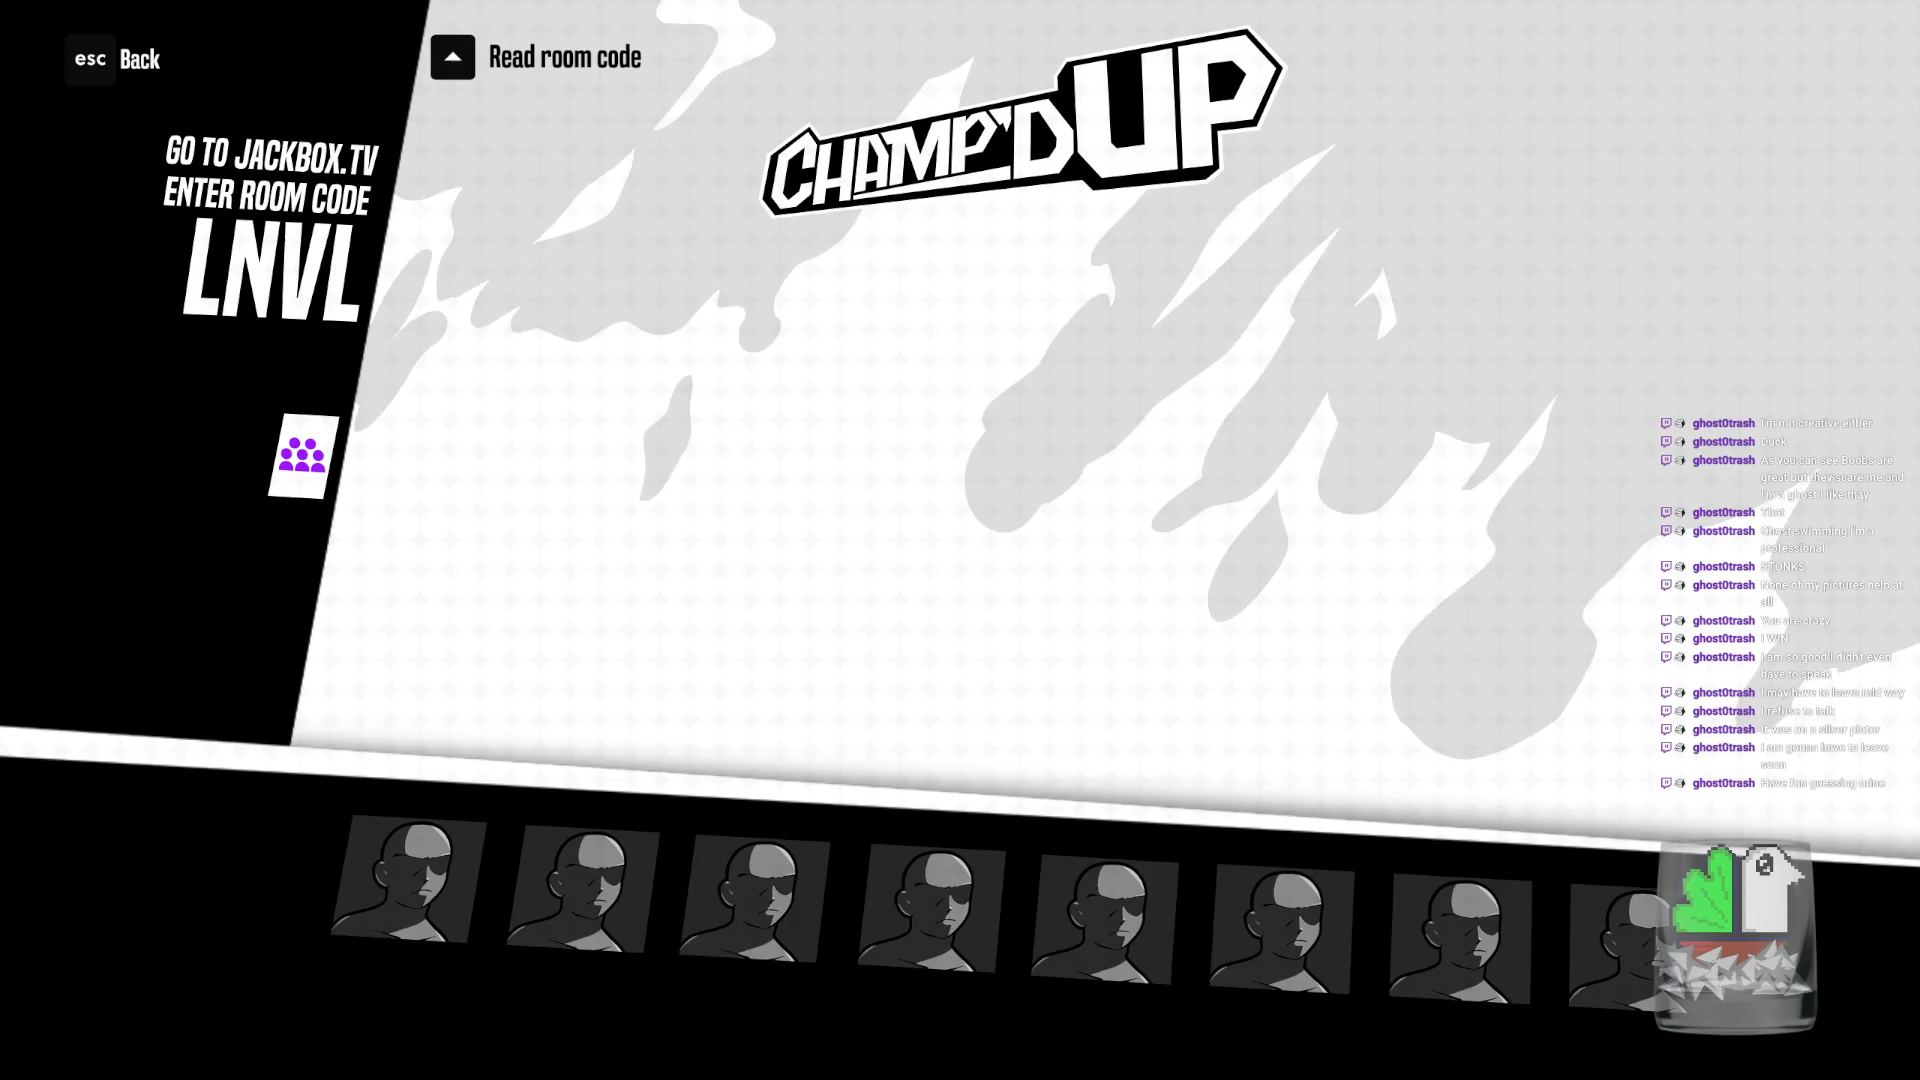 esc Back
Read room code
CHAMP'D UP
GO TO JACKBOX.TV
ENTER ROOM CODE
LNVL
ghost0trash I'm not creative either
ghost0trash Duck
ghost0trash As you can see Boobs are
great but they scare me and
I'm a ghost I like thay
ghost0trash That
ghost0trash Ghost swimming I'm a
professional
ghost0trash STONKS
ghost0trash None of my pictures help at
all
ghost0trash You are crazy
ghost0trash I WIN
ghost0trash I am so good I didn't even
have to speak
ghost0trash I may have to leave mid way
ghost0trash I refuse to talk
ghost0trash It was on a silver plater
ghost0trash I am gonna have to leave
soon
ghost0trash Have fun guessing mine